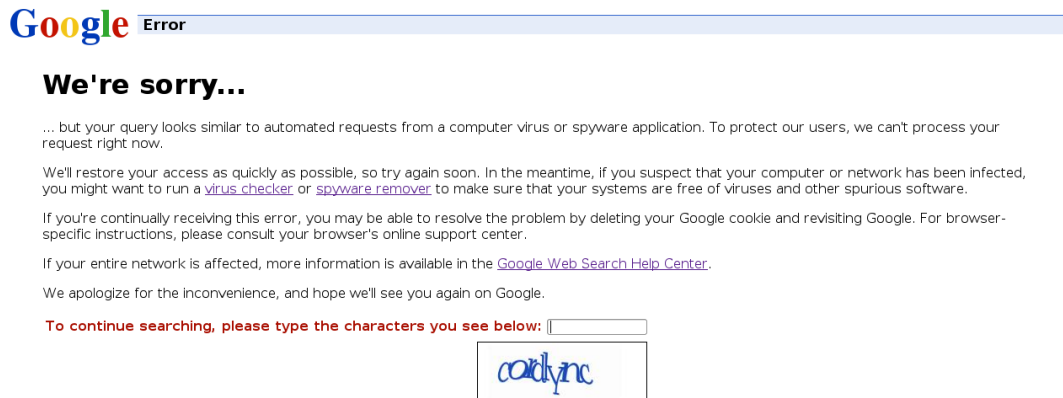 Google Error
We're sorry...
... but your query looks similar to automated requests from a computer virus or spyware application. To protect our users, we can't process your
request right now.
We'll restore your access as quickly as possible, so try again soon. In the meantime, if you suspect that your computer or network has been infected,
you might want to run a virus checker or spyware remover to make sure that your systems are free of viruses and other spurious software.
If you're continually receiving this error, you may be able to resolve the problem by deleting your Google cookie and revisiting Google. For browser-
specific instructions, please consult your browser's online support center.
If your entire network is affected, more information is available in the Google Web Search Help Center.
We apologize for the inconvenience, and hope we'll see you again on Google.
To continue searching, please type the characters you see below: